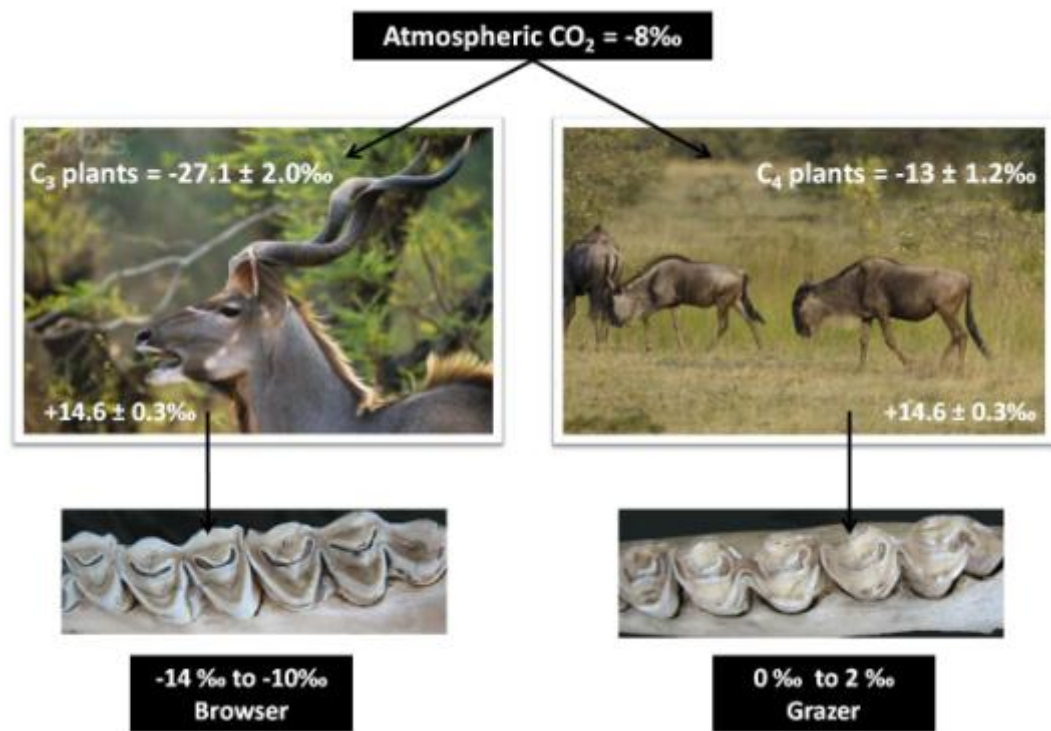 Atmospheric CO₂ = -8‰
C₃ plants = -27.1 ± 2.0‰
C₄ plants = -13 ± 1.2‰
+14.6 ± 0.3‰
+14.6 ± 0.3‰
-14 ‰ to -10‰
Browser
0 ‰ to 2 ‰
Grazer